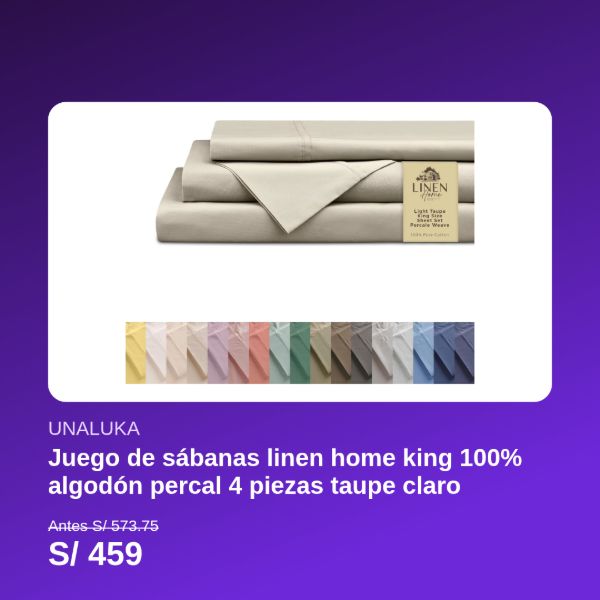 LINEN
Home
Light Taupe
King Size
Sheet Set
Percale Weave
100% Pure Cotton
UNALUKA
Juego de sábanas linen home king 100%
algodón percal 4 piezas taupe claro
Antes S/ 573.75
S/ 459